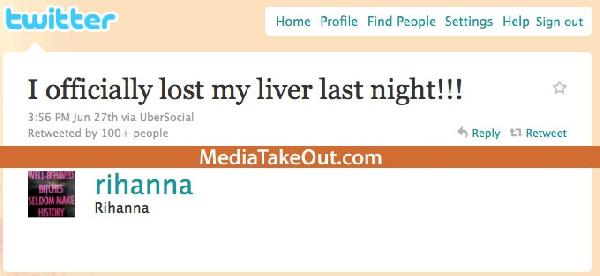 twitter
Home Profile Find People Settings Help Sign out
I officially lost my liver last night!!!
3:56 PM Jun 27th via UberSocial
Retweeted by 100+ people
Reply Retweet
MediaTakeOut.com
WELL-BEHAVED
BITCHES
SELDOM MAKE
HISTORY
rihanna
Rihanna